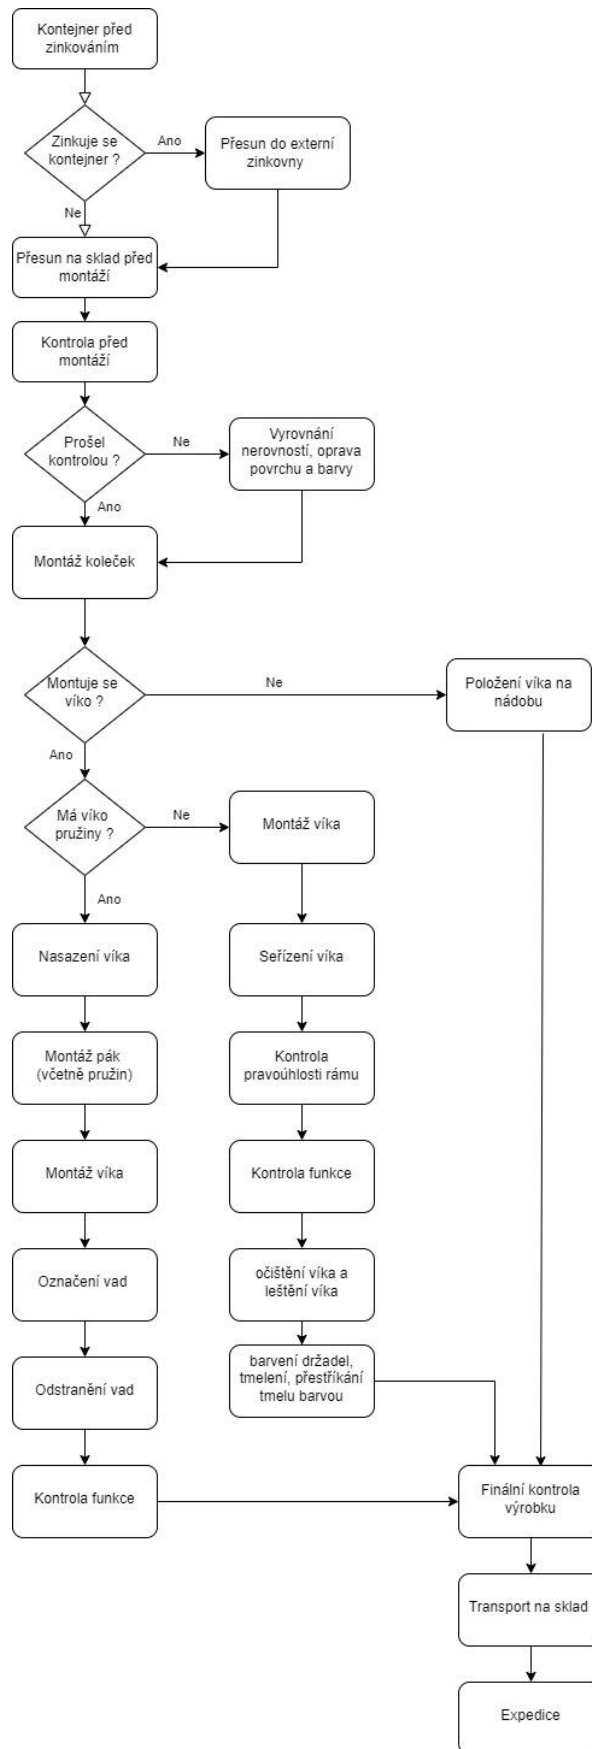 Kontejner před
zinkováním
Zinkuje se
kontejner ?
Ano
Přesun do externí
zinkovny
Ne
Přesun na sklad před
montáží
Kontrola před
montáží
Prošel
kontrolou ?
Ne
Vyrovnání
nerovností, oprava
povrchu a barvy
Ano
Montáž koleček
Montuje se
víko ?
Ne
Položení víka na
nádobu
Ano
Má víko
pružiny ?
Ne
Montáž víka
Ano
Nasazení víka
Seřízení víka
Montáž pák
(včetně pružin)
Kontrola
pravoúhlosti rámu
Montáž víka
Kontrola funkce
Označení vad
očištění víka a
leštění víka
Odstranění vad
barvení držadel,
tmelení, přestříkání
tmelu barvou
Kontrola funkce
Finální kontrola
výrobku
Transport na sklad
Expedice